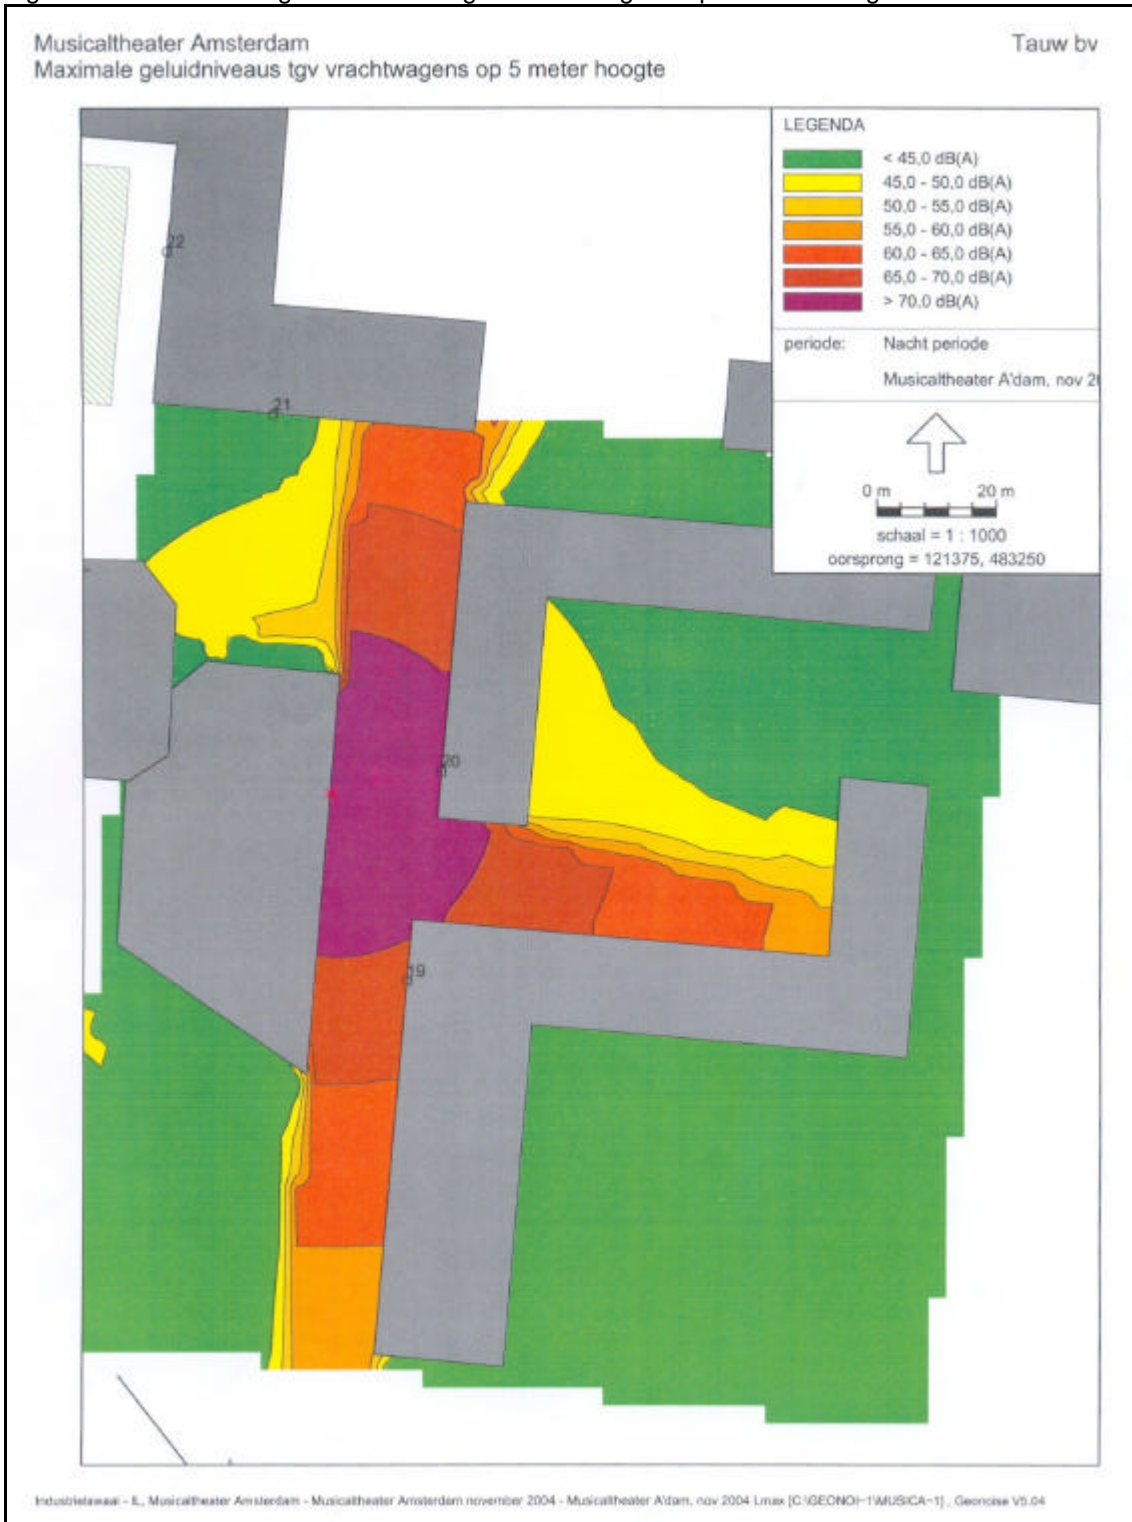 Musicaltheater Amsterdam
Tauw bv
Maximale geluidniveaus tgv vrachtwagens op 5 meter hoogte
LEGENDA
< 45,0 dB(A)
45,0 - 50,0 dB(A)
50,0 - 55,0 dB(A)
55,0 - 60,0 dB(A)
60,0 - 65,0 dB(A)
65,0 - 70,0 dB(A)
> 70,0 dB(A)
periode: Nacht periode
Musicaltheater A'dam, nov 20
0 m 20 m
schaal = 1 : 1000
oorsprong = 121375, 483250
22
21
20
19
Industrielawaai - IL, Musicaltheater Amsterdam - Musicaltheater Amsterdam november 2004 - Musicaltheater A'dam, nov 2004 Lmax [C:\GEONOI~1\MUSICA~1] , Geonoise V5.04